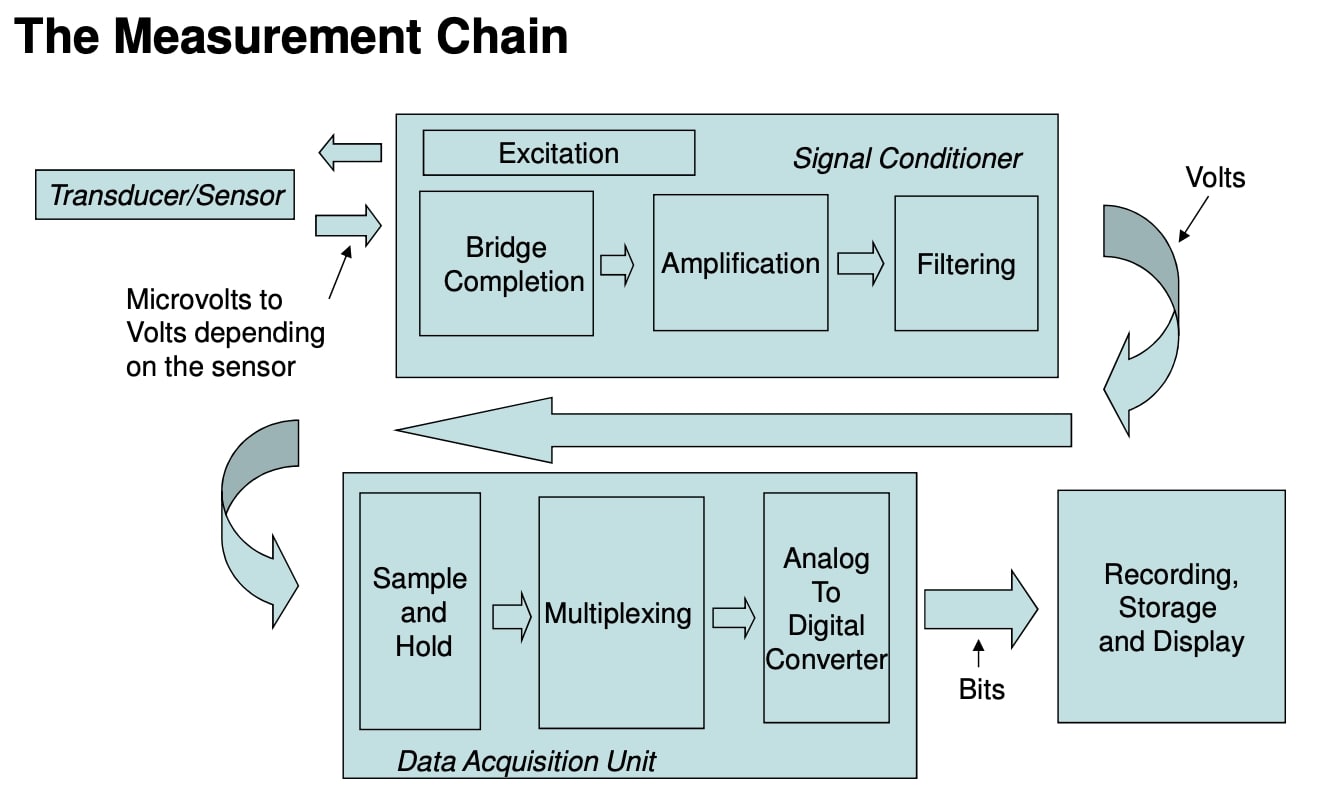 The Measurement Chain
Excitation
Signal Conditioner
Transducer/Sensor
Volts
Bridge
Completion
Amplification
Filtering
Microvolts to
Volts depending
on the sensor
Sample
and
Hold
Multiplexing
Analog
To
Digital
Converter
Bits
Recording,
Storage
and Display
Data Acquisition Unit